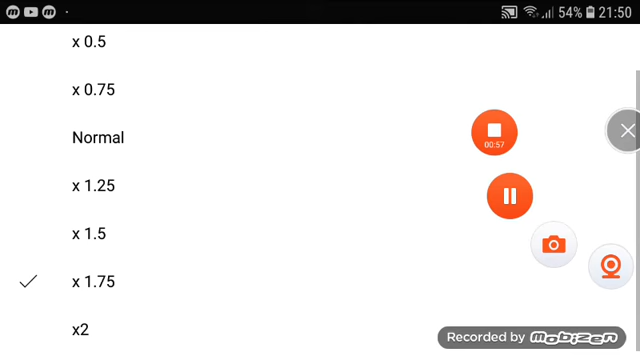 54% 21:50
x 0.5
x 0.75
Normal
00:57
x 1.25
x 1.5
x 1.75
x2
Recorded by mobizen